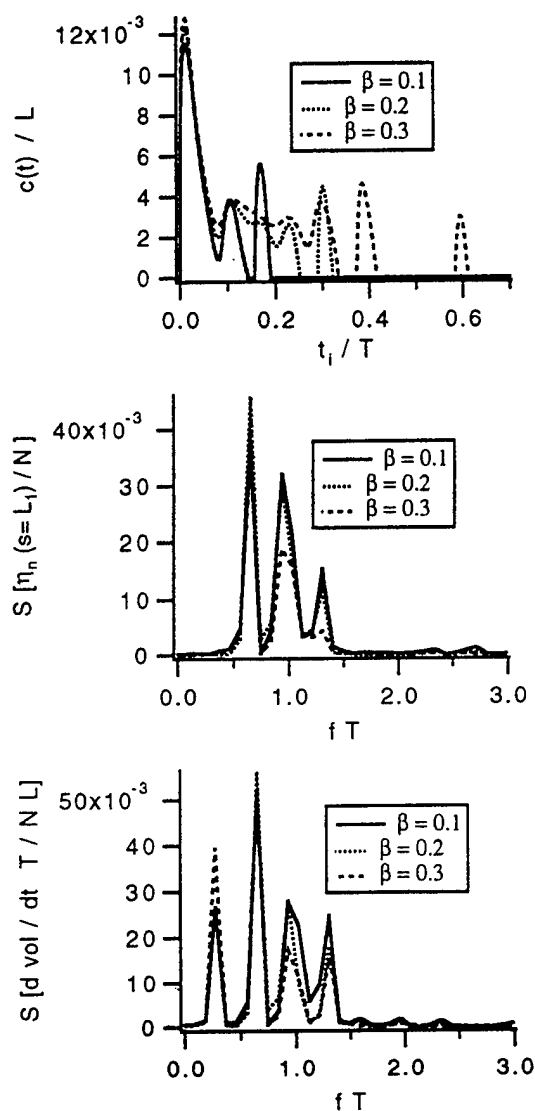 12x10⁻³
10
8
6
4
2
0
c(t) / L
β = 0.1
β = 0.2
β = 0.3
0.0 0.2 0.4 0.6
t_i / T
40x10⁻³
30
20
10
0
S [η_n (s= L_1) / N]
β = 0.1
β = 0.2
β = 0.3
0.0 1.0 2.0 3.0
f T
50x10⁻³
40
30
20
10
0
S [d vol / dt T / N L]
β = 0.1
β = 0.2
β = 0.3
0.0 1.0 2.0 3.0
f T